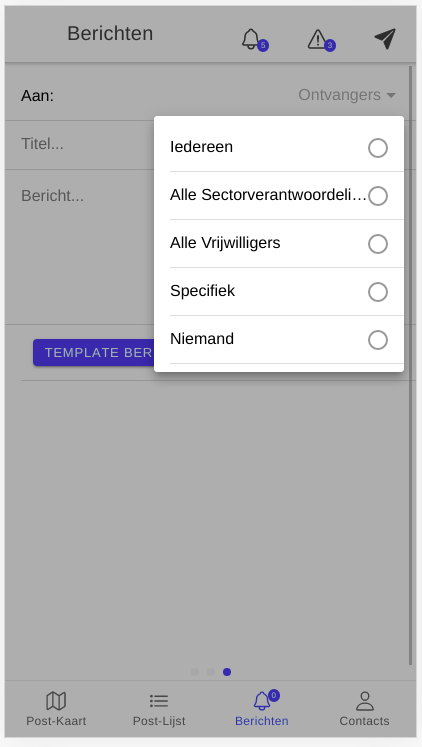 Berichten
5
3
Aan:
Ontvangers
Titel...
Iedereen
Bericht...
Alle Sectorverantwoordeli...
Alle Vrijwilligers
Specifiek
Niemand
TEMPLATE BER
0
Post-Kaart
Post-Lijst
Berichten
Contacts